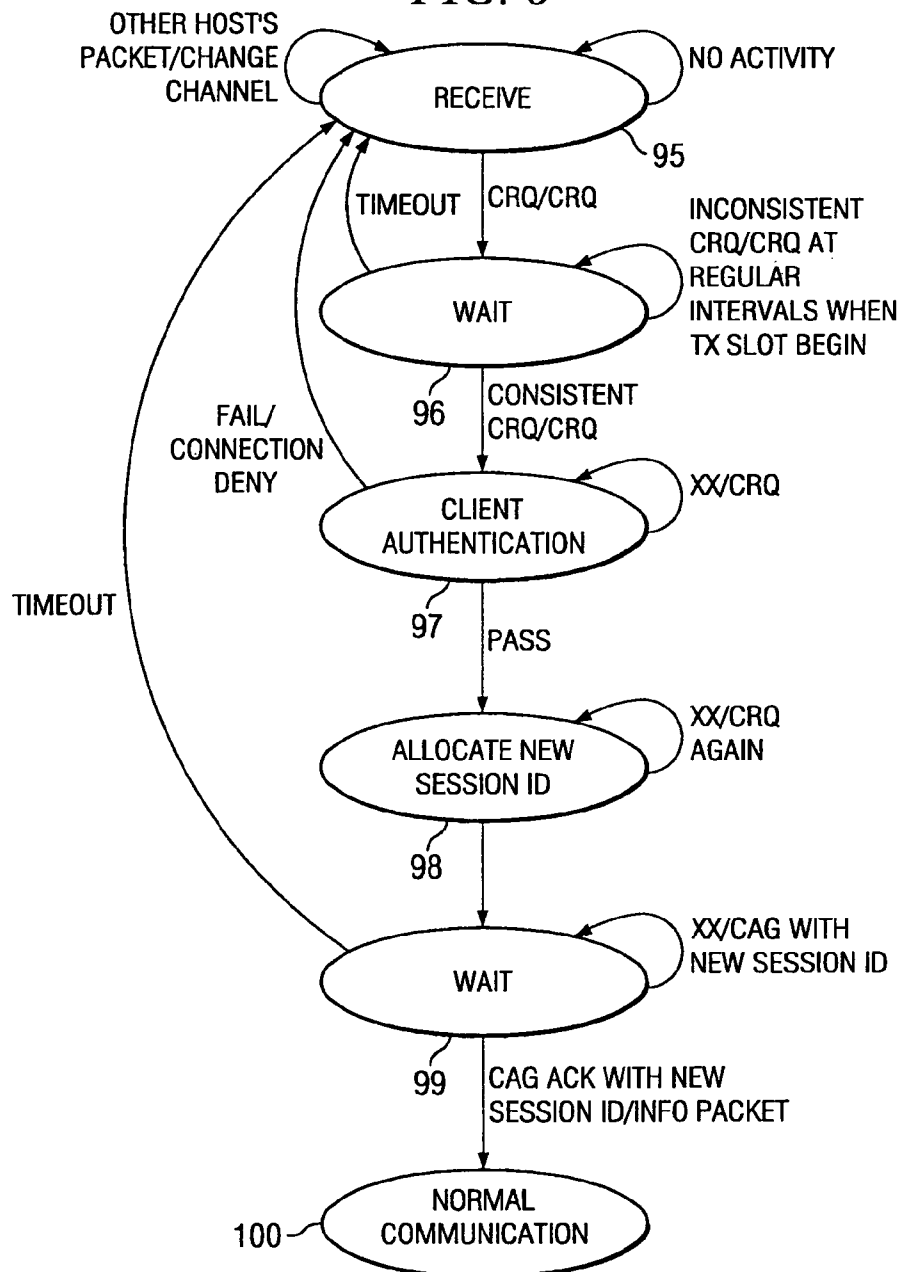 FIG. 6
OTHER HOST'S
PACKET/CHANGE
CHANNEL
NO ACTIVITY
RECEIVE
95
TIMEOUT
CRQ/CRQ
INCONSISTENT
CRQ/CRQ AT
REGULAR
INTERVALS WHEN
TX SLOT BEGIN
WAIT
96
CONSISTENT
CRQ/CRQ
FAIL/
CONNECTION
DENY
CLIENT
AUTHENTICATION
XX/CRQ
97
TIMEOUT
PASS
ALLOCATE NEW
SESSION ID
XX/CRQ
AGAIN
98
WAIT
XX/CAG WITH
NEW SESSION ID
99
CAG ACK WITH NEW
SESSION ID/INFO PACKET
NORMAL
COMMUNICATION
100